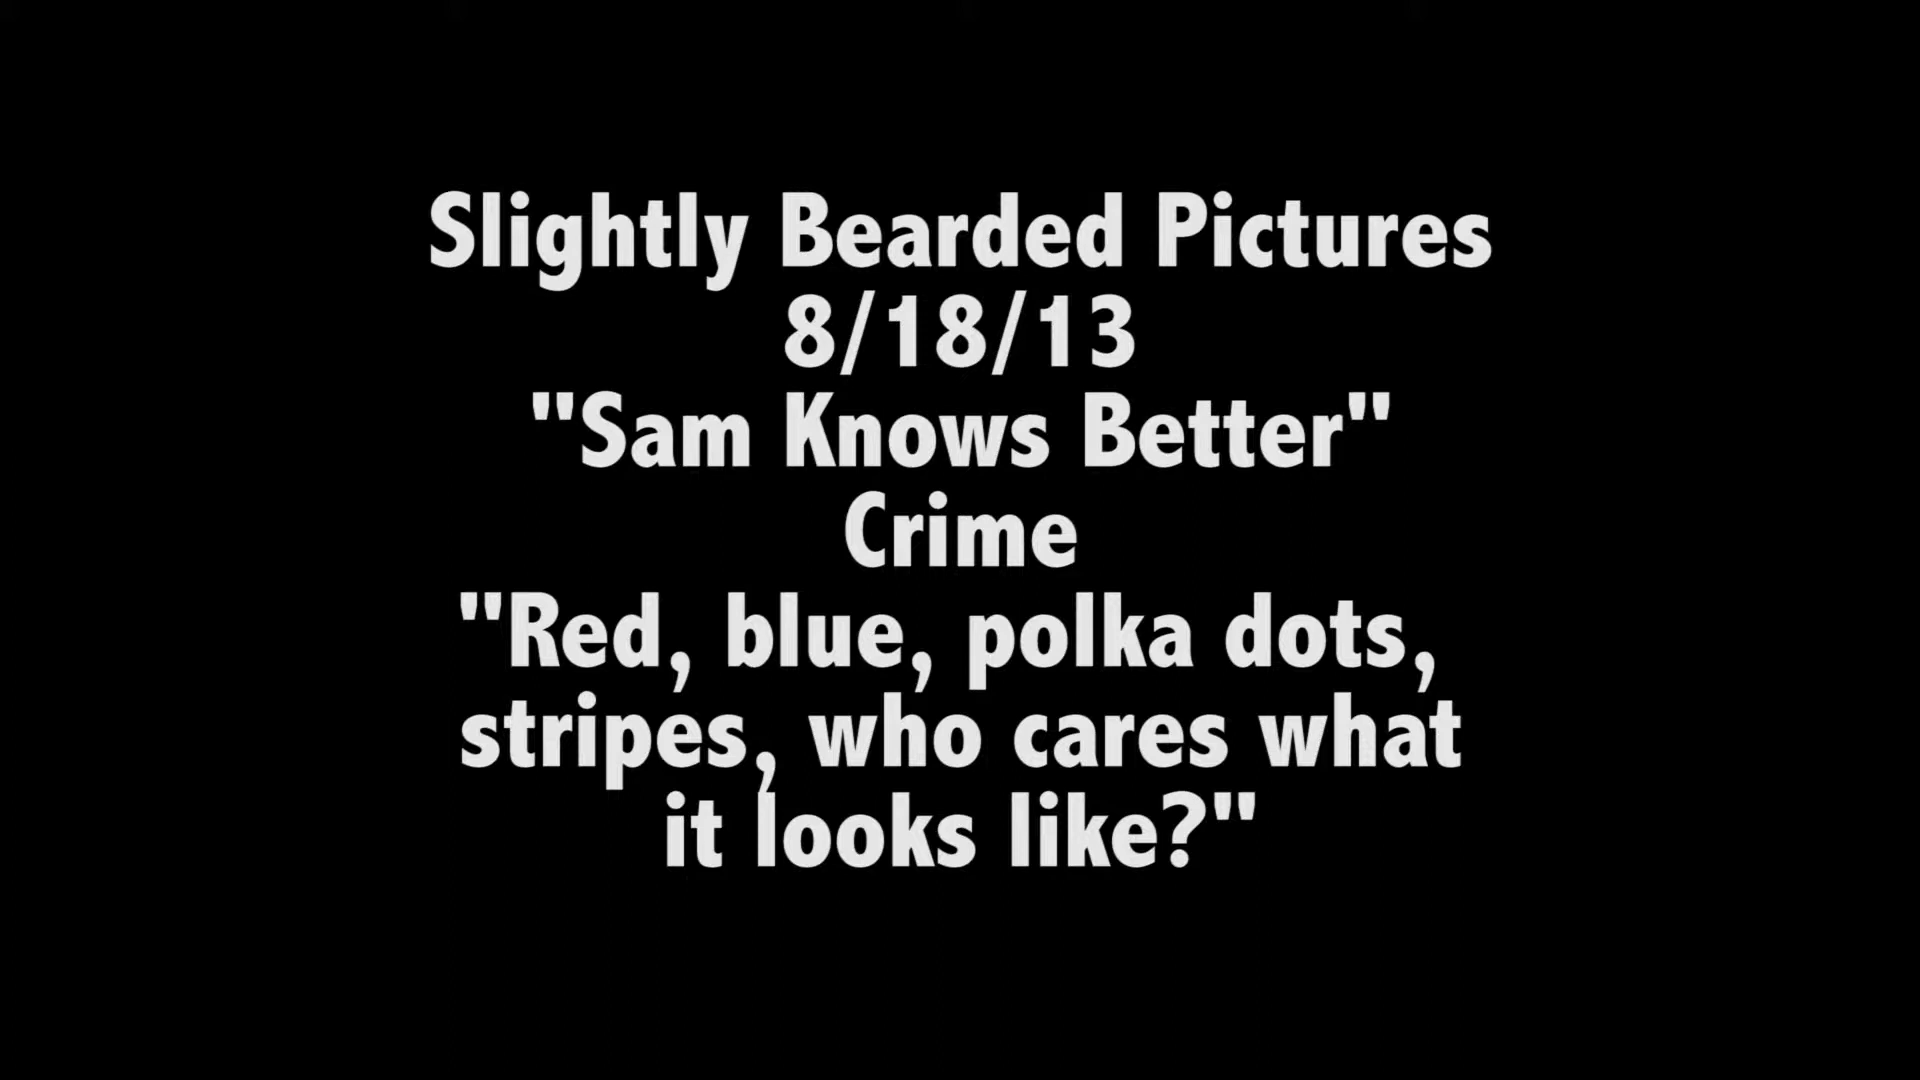 Slightly Bearded Pictures
8/18/13
"Sam Knows Better"
Crime
"Red, blue, polka dots,
stripes, who cares what
it looks like?"